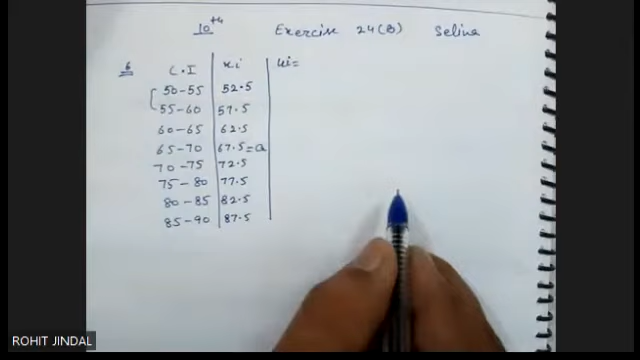 10th Exercise 24(B) Selina
6 C.I xi ui=
50-55 52.5
55-60 57.5
60-65 62.5
65-70 67.5=a
70-75 72.5
75-80 77.5
80-85 82.5
85-90 87.5
ROHIT JINDAL